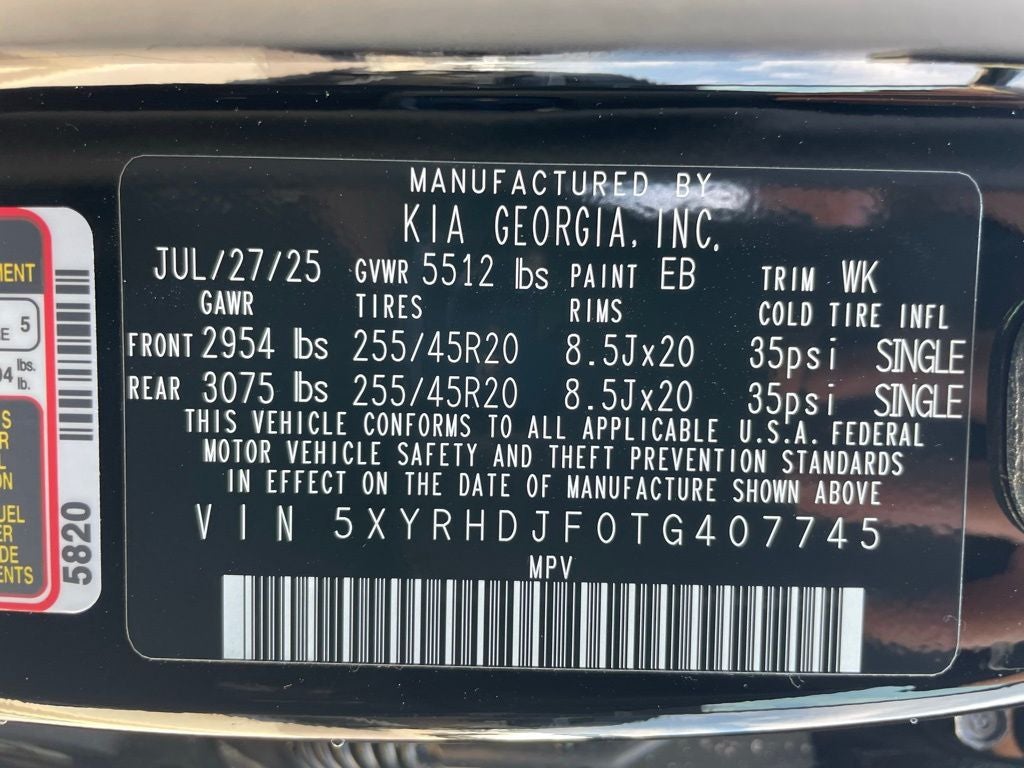 MANUFACTURED BY
KIA GEORGIA, INC.
JUL/27/25 GVWR 5512 lbs PAINT EB TRIM WK
GAWR TIRES RIMS COLD TIRE INFL
FRONT 2954 lbs 255/45R20 8.5Jx20 35psi SINGLE
REAR 3075 lbs 255/45R20 8.5Jx20 35psi SINGLE
THIS VEHICLE CONFORMS TO ALL APPLICABLE U.S.A. FEDERAL
MOTOR VEHICLE SAFETY AND THEFT PREVENTION STANDARDS
IN EFFECT ON THE DATE OF MANUFACTURE SHOWN ABOVE
VIN 5XYRHDJF0TG407745
MPV
5
lbs.
lb.
5820